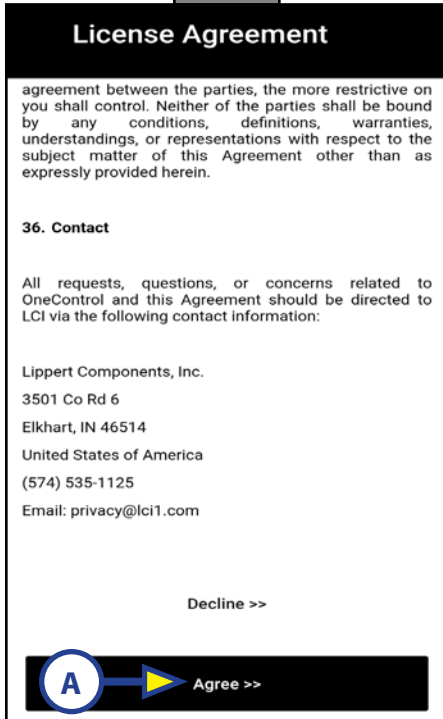 License Agreement
agreement between the parties, the more restrictive on
you shall control. Neither of the parties shall be bound
by any conditions, definitions, warranties,
understandings, or representations with respect to the
subject matter of this Agreement other than as
expressly provided herein.
36. Contact
All requests, questions, or concerns related to
OneControl and this Agreement should be directed to
LCI via the following contact information:
Lippert Components, Inc.
3501 Co Rd 6
Elkhart, IN 46514
United States of America
(574) 535-1125
Email: privacy@lci1.com
Decline >>
A Agree >>